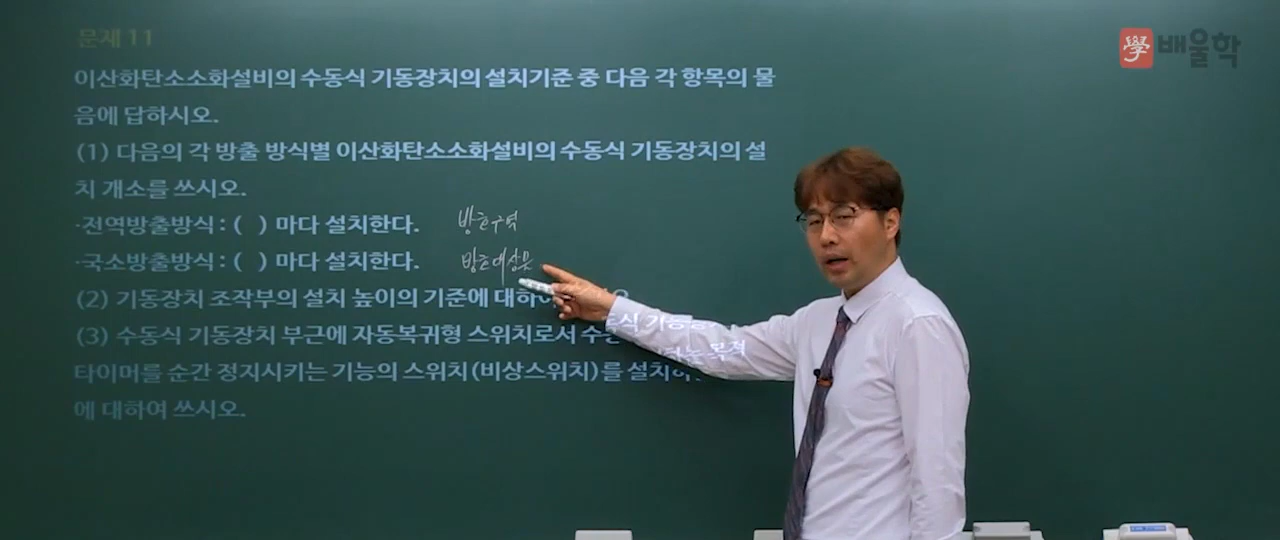 문제 11
學 배울학
이산화탄소소화설비의 수동식 기동장치의 설치기준 중 다음 각 항목의 물
음에 답하시오.
(1) 다음의 각 방출 방식별 이산화탄소소화설비의 수동식 기동장치의 설
치 개소를 쓰시오.
·전역방출방식 : ( ) 마다 설치한다. 방호구역
·국소방출방식 : ( ) 마다 설치한다. 방호대상물
(2) 기동장치 조작부의 설치 높이의 기준에 대하여
(3) 수동식 기동장치 부근에 자동복귀형 스위치로서 수동식 기동장치
타이머를 순간 정지시키는 기능의 스위치(비상스위치)를 설치하는 목적
에 대하여 쓰시오.